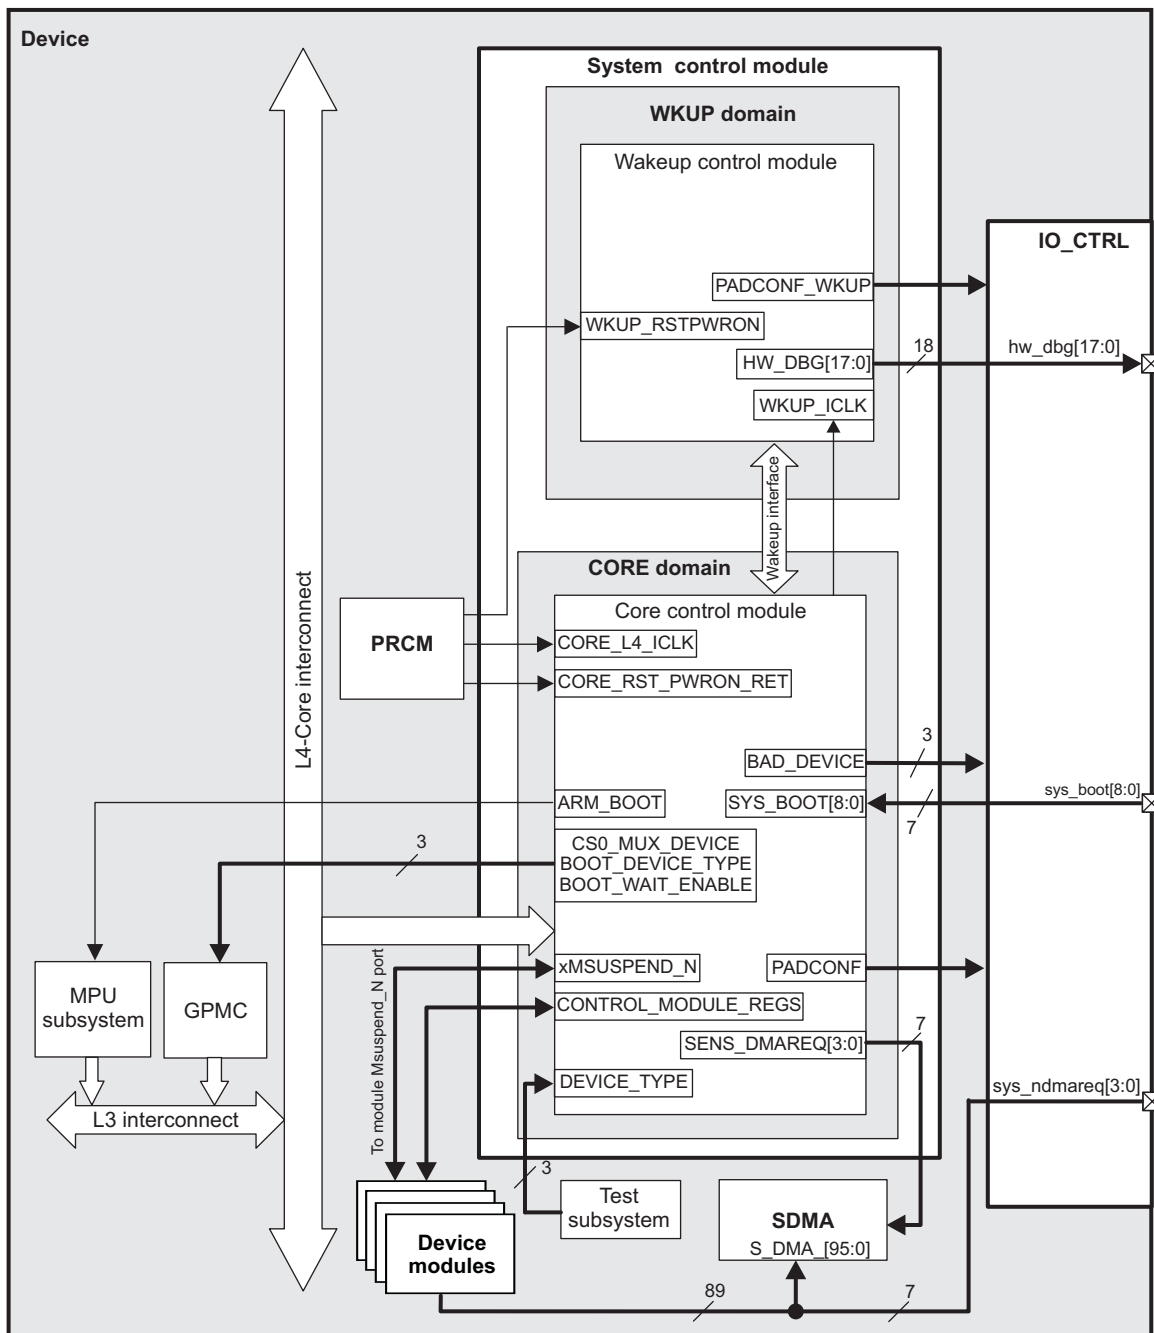 Device
System control module
WKUP domain
Wakeup control module
IO_CTRL
PADCONF_WKUP
WKUP_RSTPWRON
HW_DBG[17:0]
18
hw_dbg[17:0]
WKUP_ICLK
Wakeup interface
CORE domain
Core control module
L4-Core interconnect
PRCM
CORE_L4_ICLK
CORE_RST_PWRON_RET
BAD_DEVICE
3
ARM_BOOT
SYS_BOOT[8:0]
7
sys_boot[8:0]
3
CS0_MUX_DEVICE
BOOT_DEVICE_TYPE
BOOT_WAIT_ENABLE
To module Msuspend_N port
xMSUSPEND_N
PADCONF
MPU
subsystem
GPMC
CONTROL_MODULE_REGS
SENS_DMAREQ[3:0]
7
DEVICE_TYPE
sys_ndmareq[3:0]
L3 interconnect
3
Test
subsystem
SDMA
S_DMA_[95:0]
Device
modules
89
7